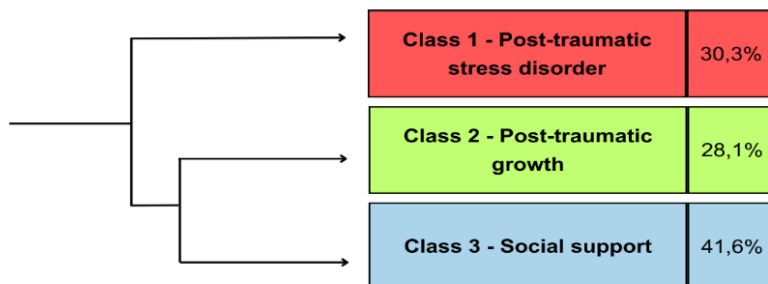 Class 1 - Post-traumatic
stress disorder
30,3%
Class 2 - Post-traumatic
growth
28,1%
Class 3 - Social support
41,6%